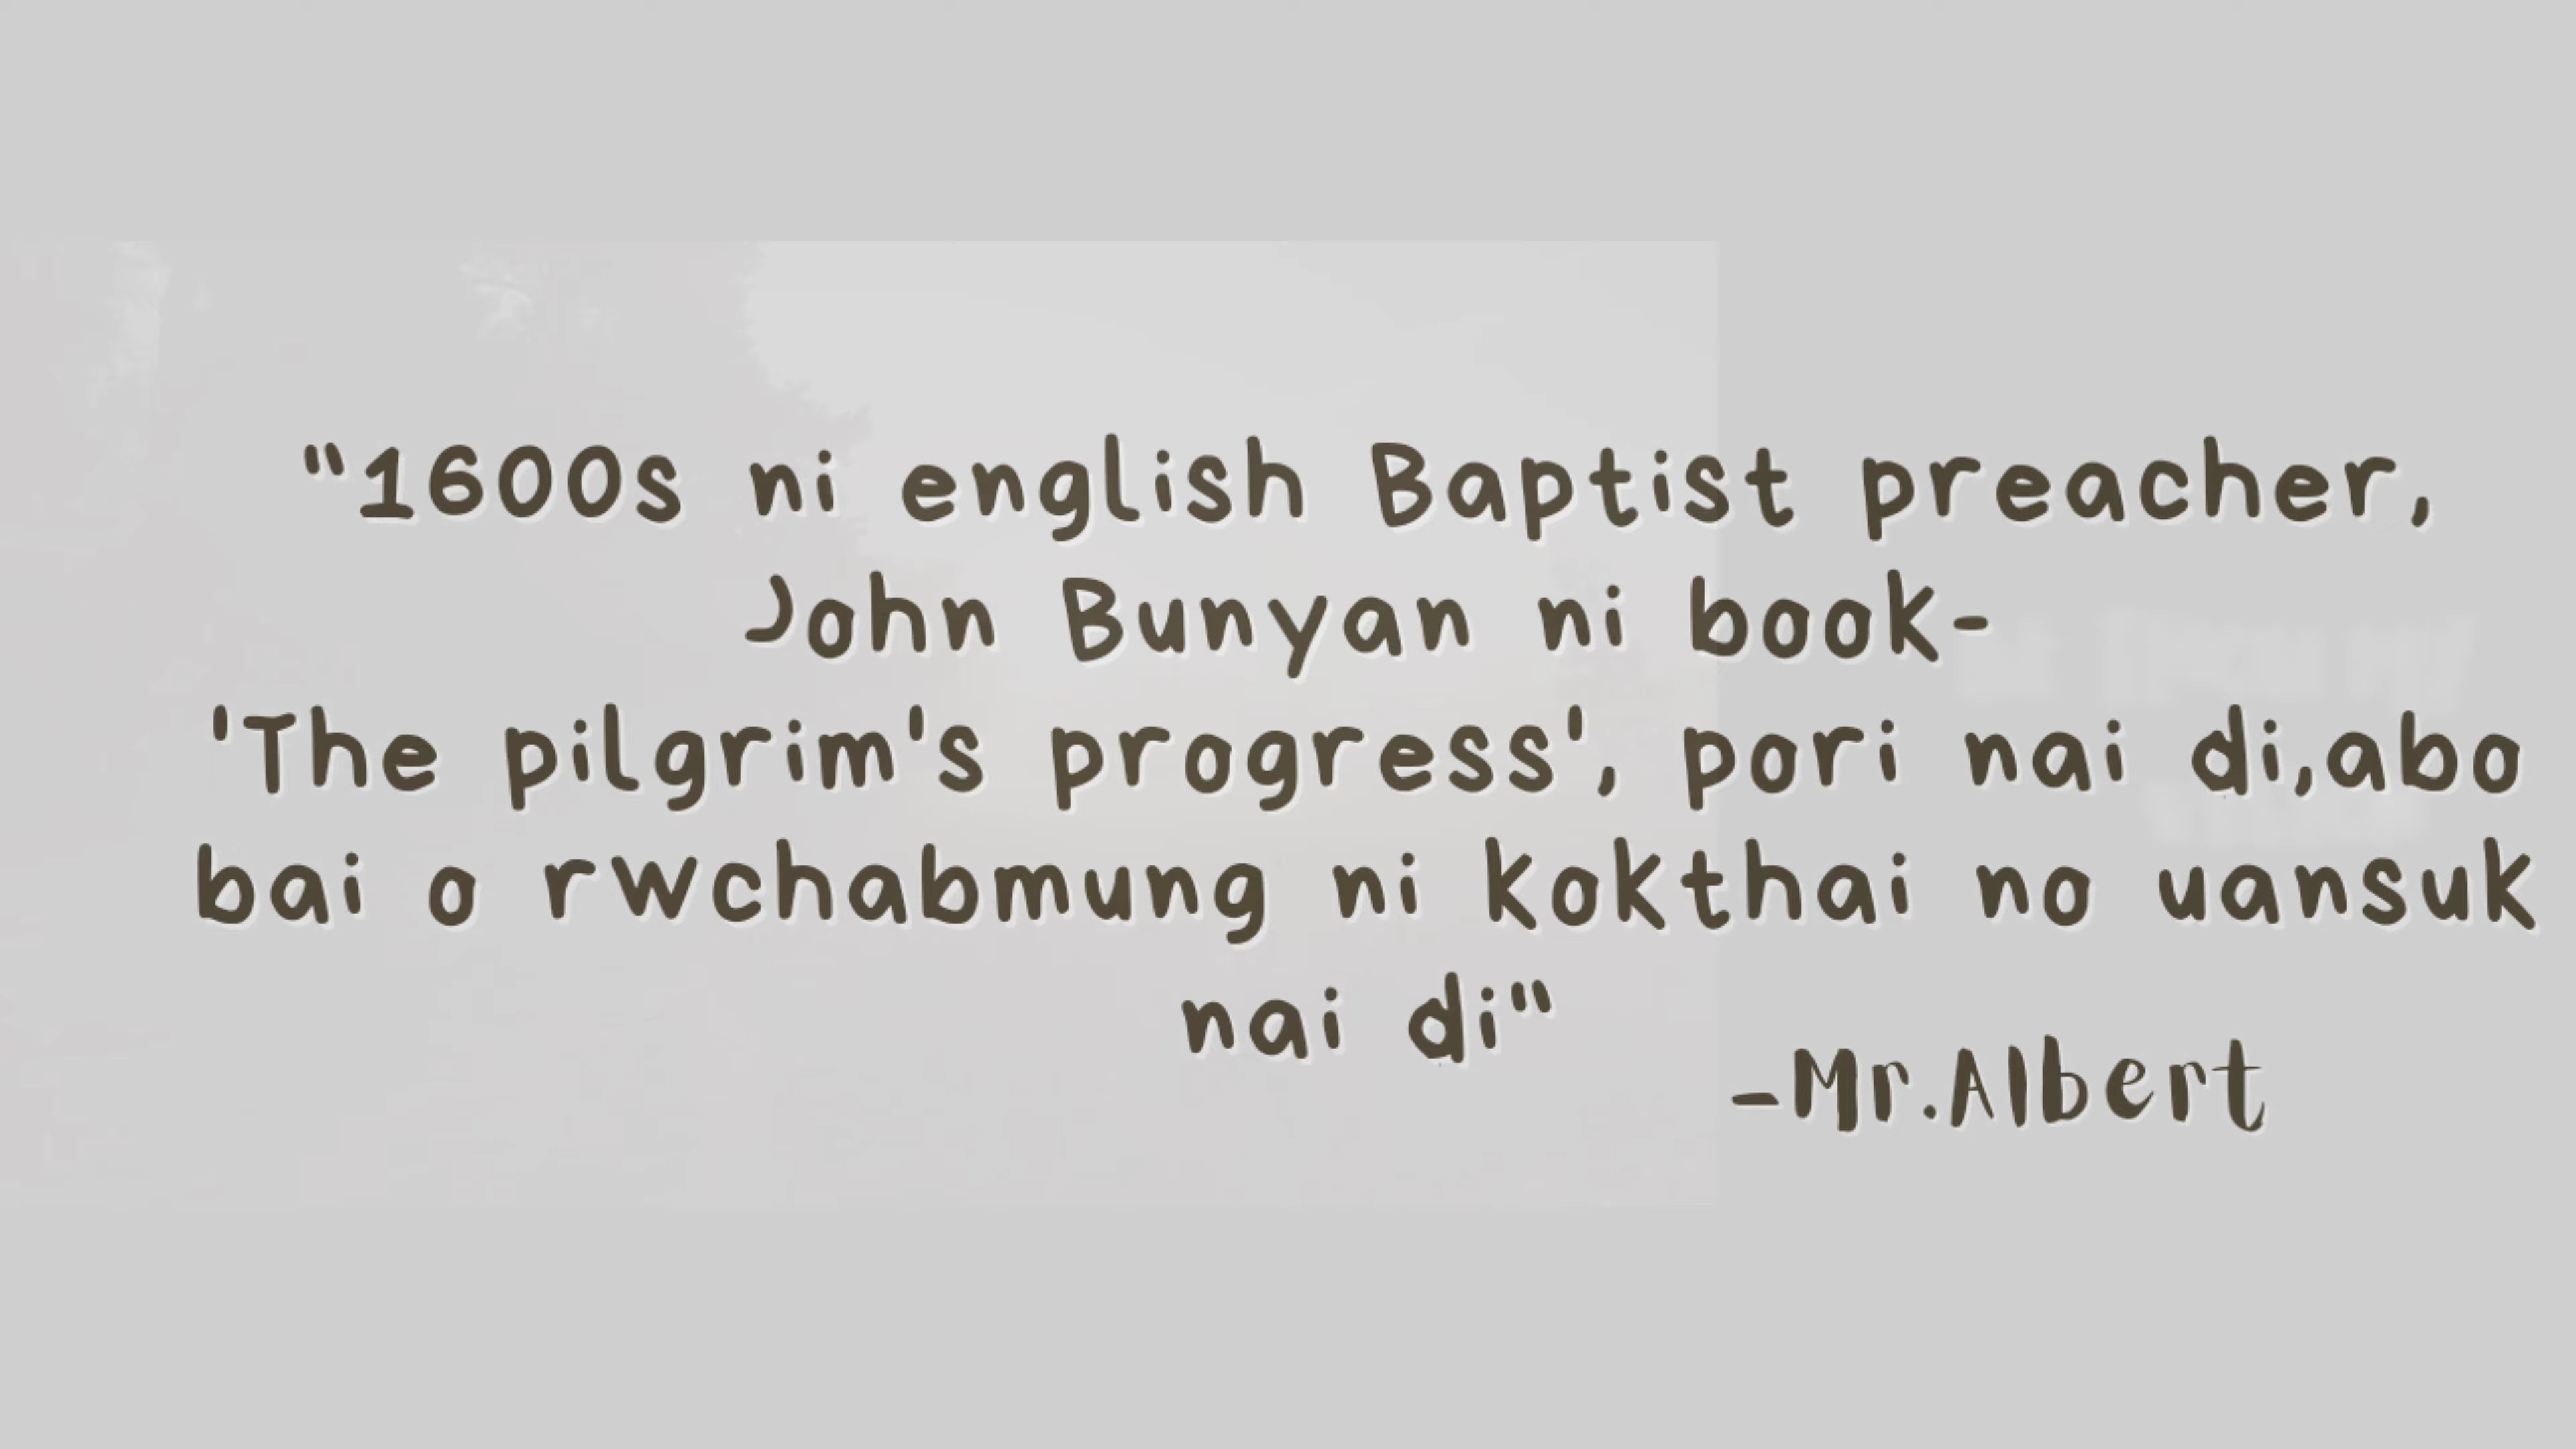 "1600s ni english Baptist preacher,
John Bunyan ni book-
'The pilgrim's progress', pori nai di,abo
bai o rwchabmung ni kokthai no uansuk
nai di"
-Mr.Albert